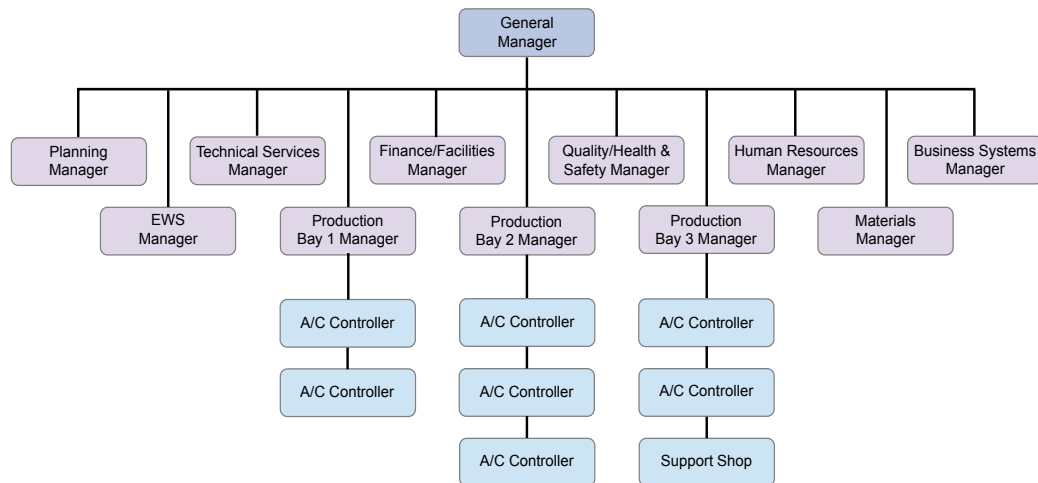 General
Manager
Planning
Manager
Technical Services
Manager
Finance/Facilities
Manager
Quality/Health &
Safety Manager
Human Resources
Manager
Business Systems
Manager
EWS
Manager
Production
Bay 1 Manager
Production
Bay 2 Manager
Production
Bay 3 Manager
Materials
Manager
A/C Controller
A/C Controller
A/C Controller
A/C Controller
A/C Controller
A/C Controller
A/C Controller
Support Shop